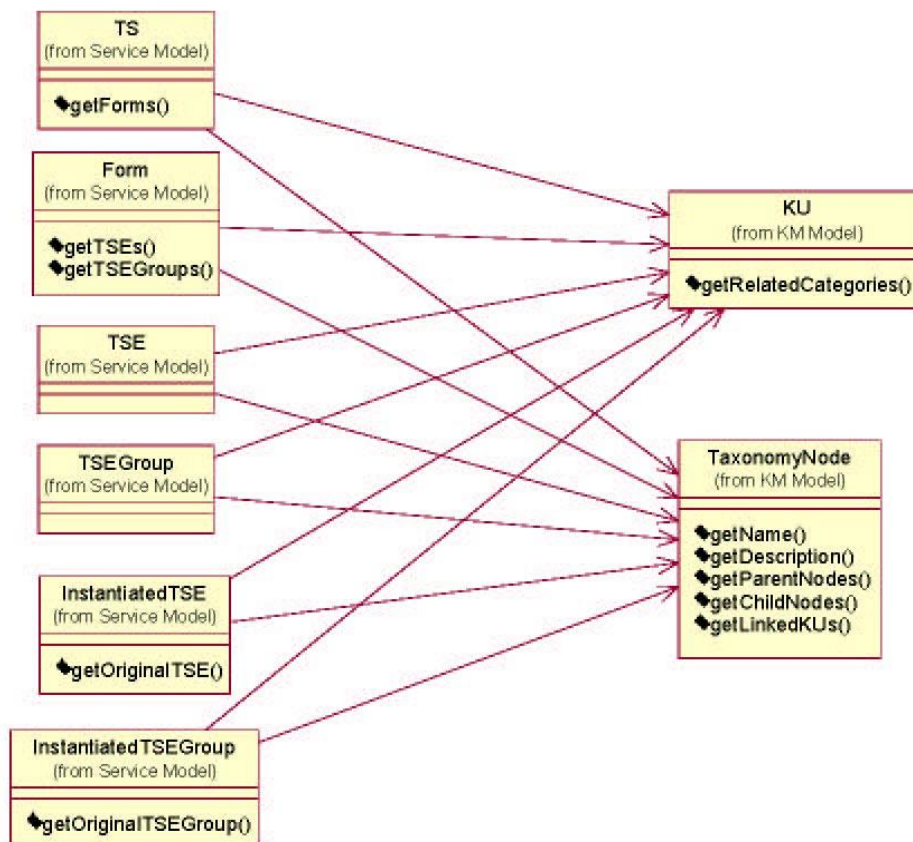 TS
(from Service Model)
getForms()
Form
(from Service Model)
getTSEs()
getTSEGroups()
TSE
(from Service Model)
TSEGroup
(from Service Model)
InstantiatedTSE
(from Service Model)
getOriginalTSE()
InstantiatedTSEGroup
(from Service Model)
getOriginalTSEGroup()
KU
(from KM Model)
getRelatedCategories()
TaxonomyNode
(from KM Model)
getName()
getDescription()
getParentNodes()
getChildNodes()
getLinkedKUs()